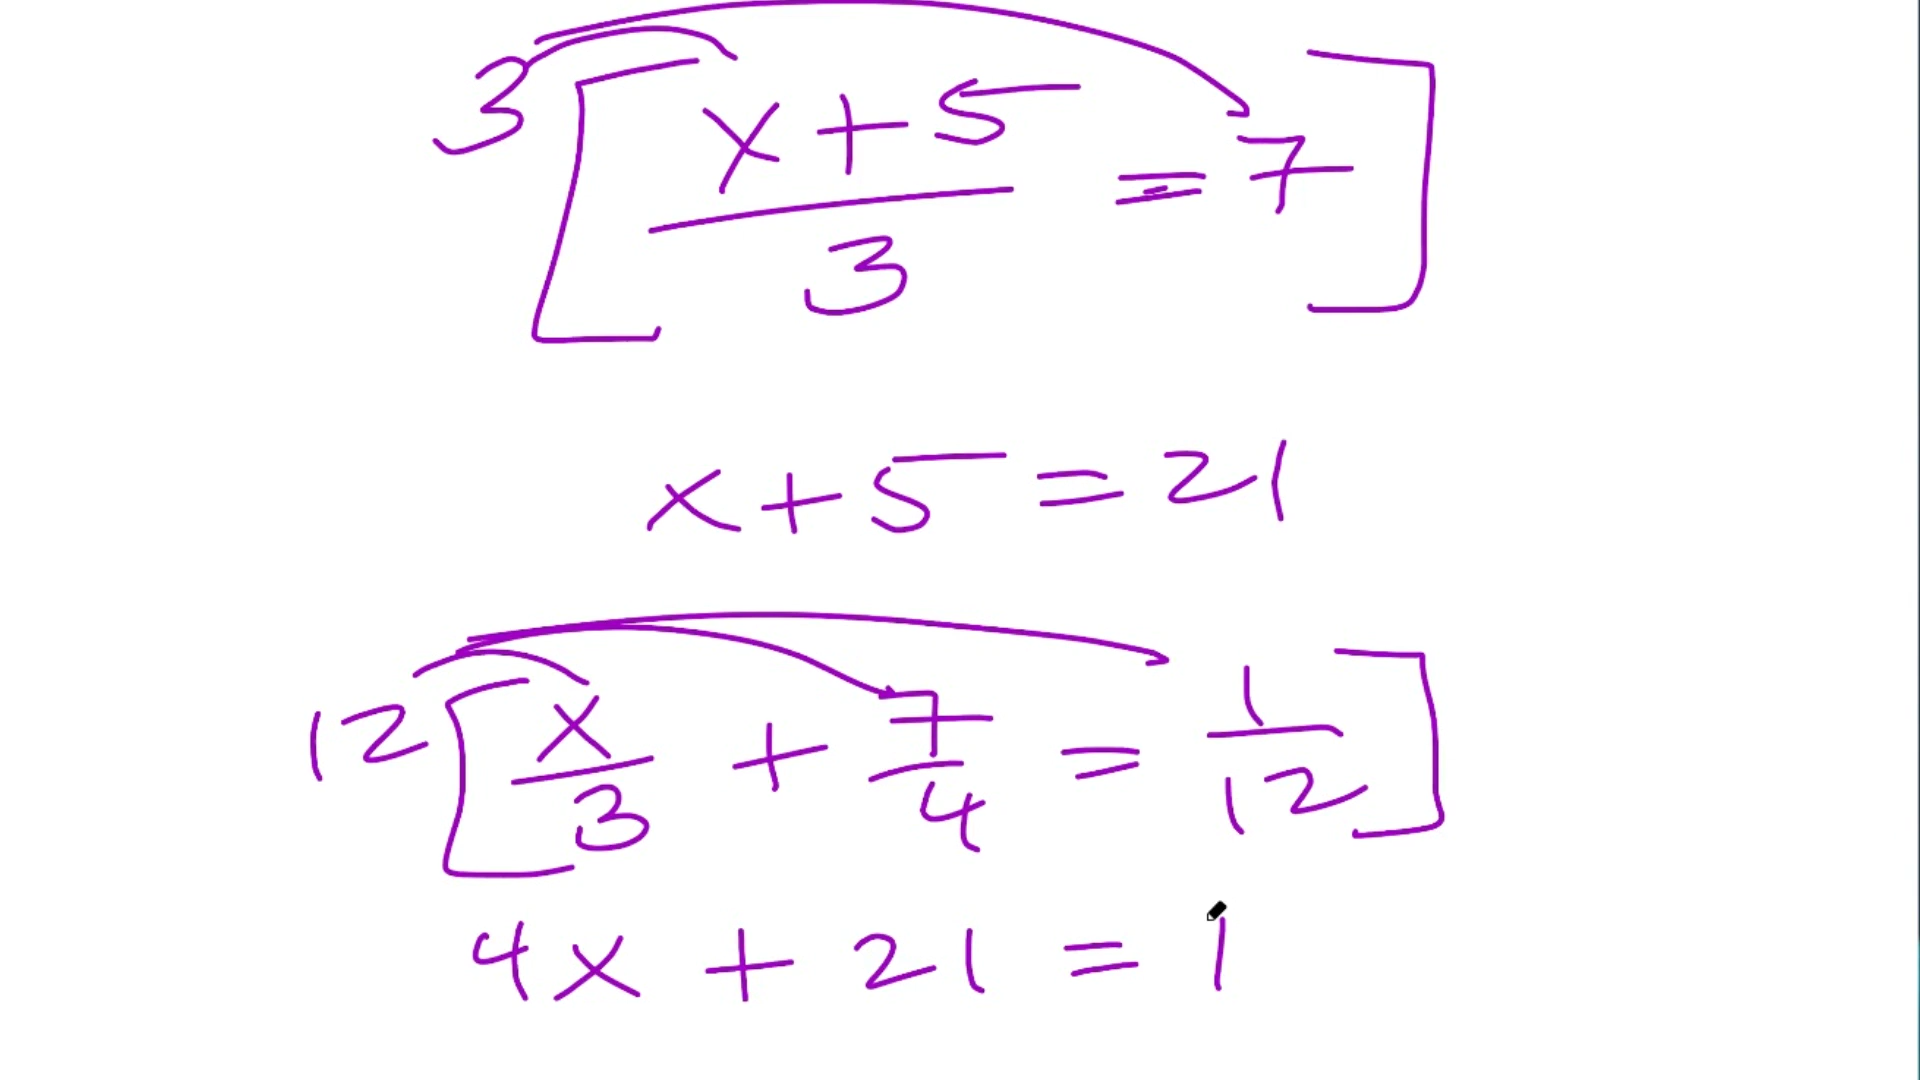 3[(x+5)/3 = 7]
x+5 = 21
12[x/3 + 7/4 = 1/12]
4x + 21 = 1